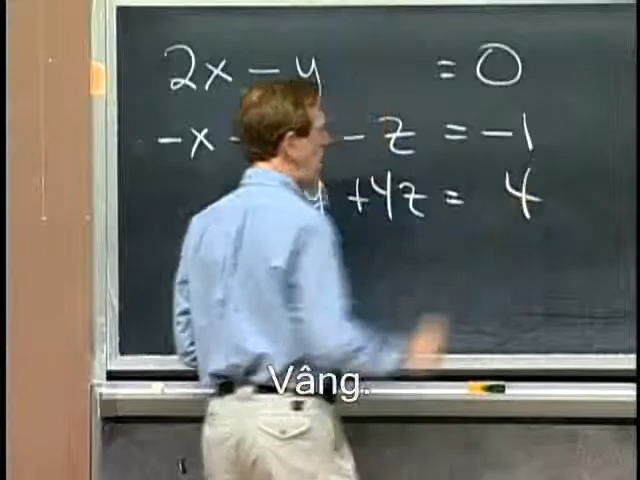 2x - y = 0
-x - z = -1
y + 4z = 4
Vâng.